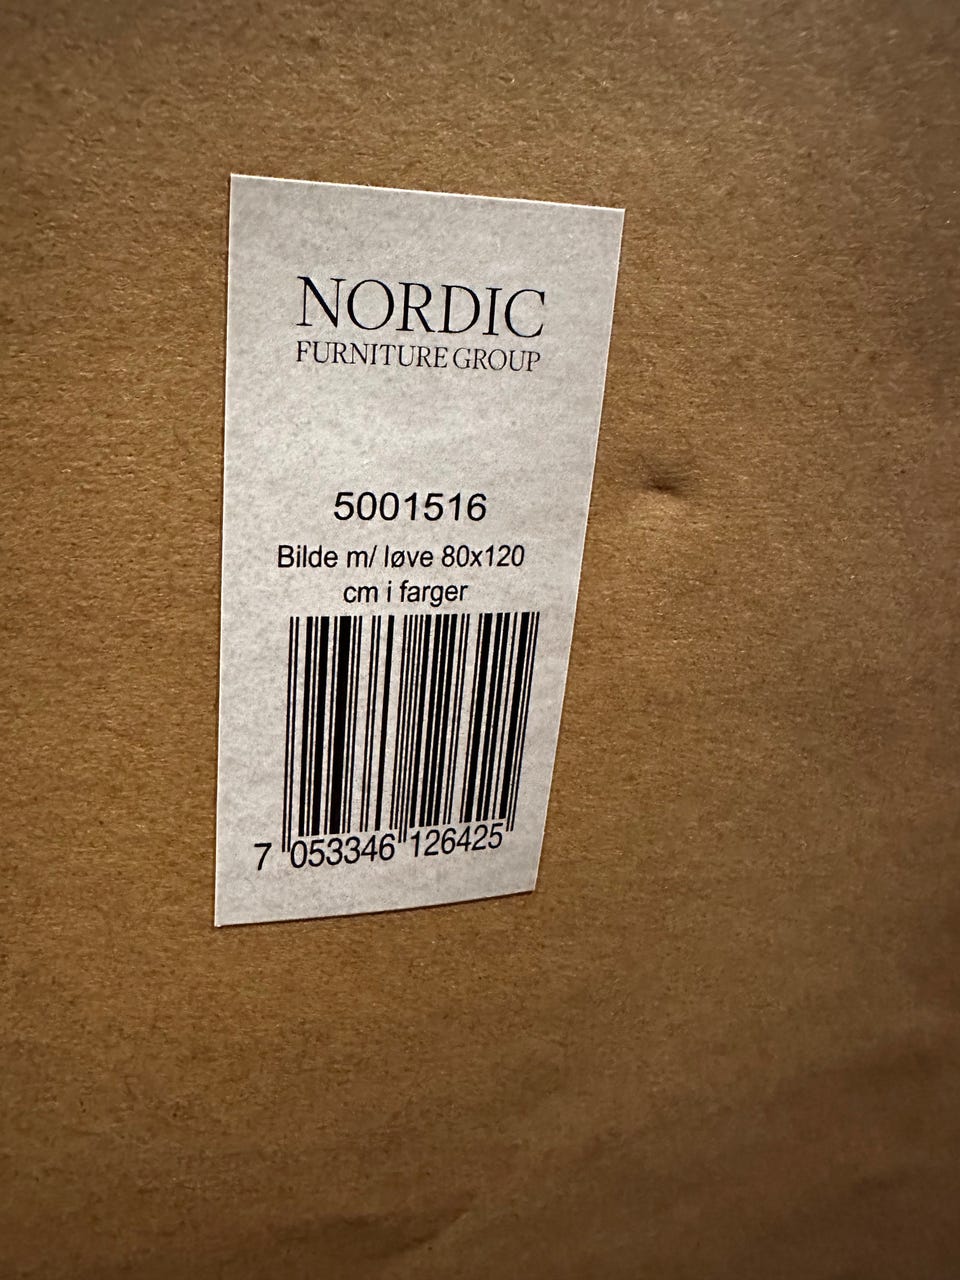 NORDIC
FURNITURE GROUP
5001516
Bilde m/ løve 80x120
cm i farger
7 053346 126425